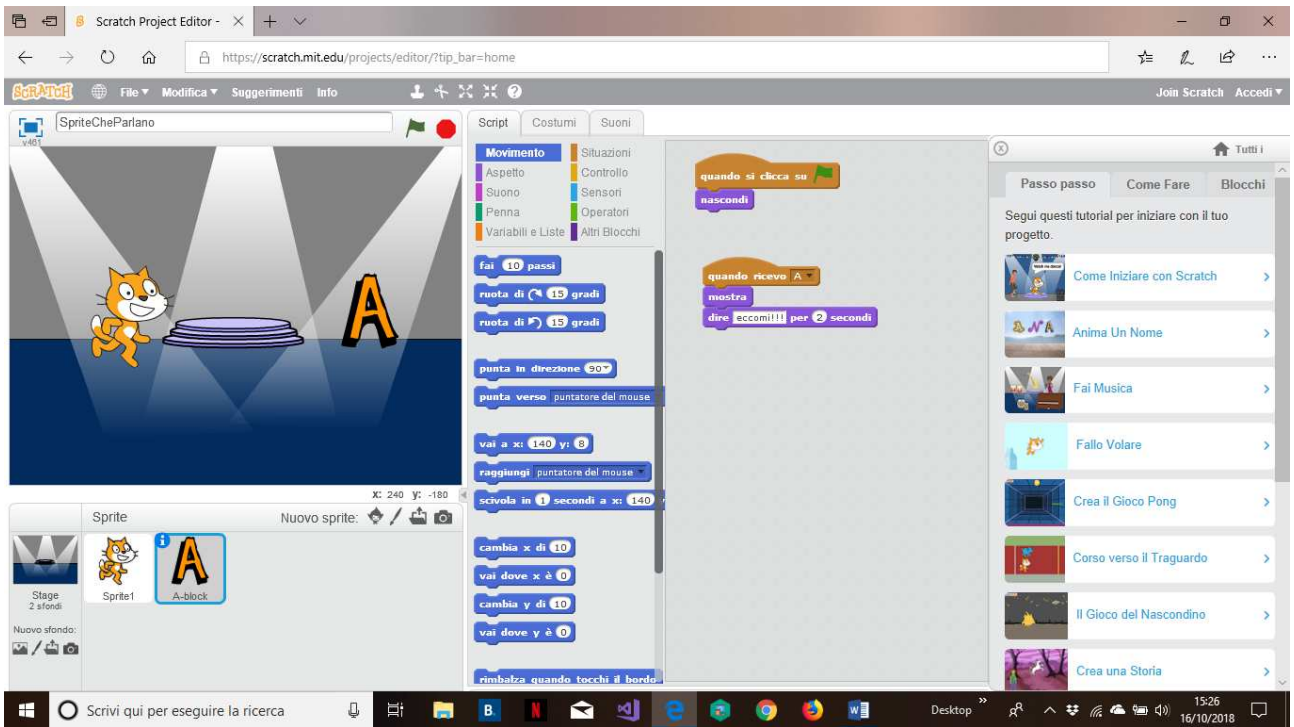 Scratch Project Editor -
https://scratch.mit.edu/projects/editor/?tip_bar=home
SCRATCH File Modifica Suggerimenti Info Join Scratch Accedi
SpriteCheParlano
v461
Script Costumi Suoni
Movimento Situazioni
Aspetto Controllo
Suono Sensori
Penna Operatori
Variabili e Liste Altri Blocchi
fai 10 passi
ruota di 15 gradi
ruota di 15 gradi
punta in direzione 90
punta verso puntatore del mouse
vai a x: 140 y: 8
raggiungi puntatore del mouse
scivola in 1 secondi a x: 140
cambia x di 10
vai dove x è 0
cambia y di 10
vai dove y è 0
rimbalza quando tocchi il bordo
quando si clicca su
nascondi
quando ricevo A
mostra
dire eccomi!!! per 2 secondi
Tutti i
Passo passo Come Fare Blocchi
Segui questi tutorial per iniziare con il tuo
progetto.
Come Iniziare con Scratch
Anima Un Nome
Fai Musica
Fallo Volare
Crea il Gioco Pong
Corso verso il Traguardo
Il Gioco del Nascondino
Crea una Storia
A
X: 240 y: -180
Sprite Nuovo sprite:
Stage
2 sfondi
Sprite1
A
A-block
Nuovo sfondo:
Scrivi qui per eseguire la ricerca
B.
N
Desktop
15:26
16/10/2018